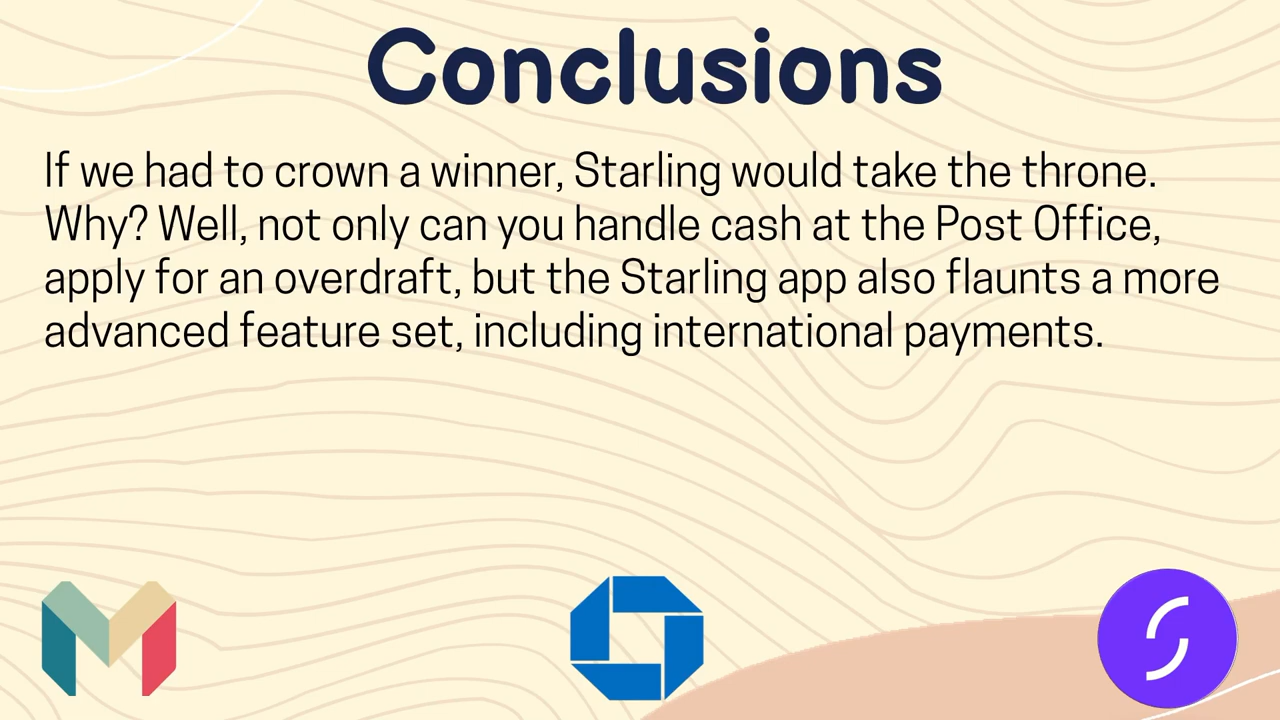 Conclusions
If we had to crown a winner, Starling would take the throne.
Why? Well, not only can you handle cash at the Post Office,
apply for an overdraft, but the Starling app also flaunts a more
advanced feature set, including international payments.